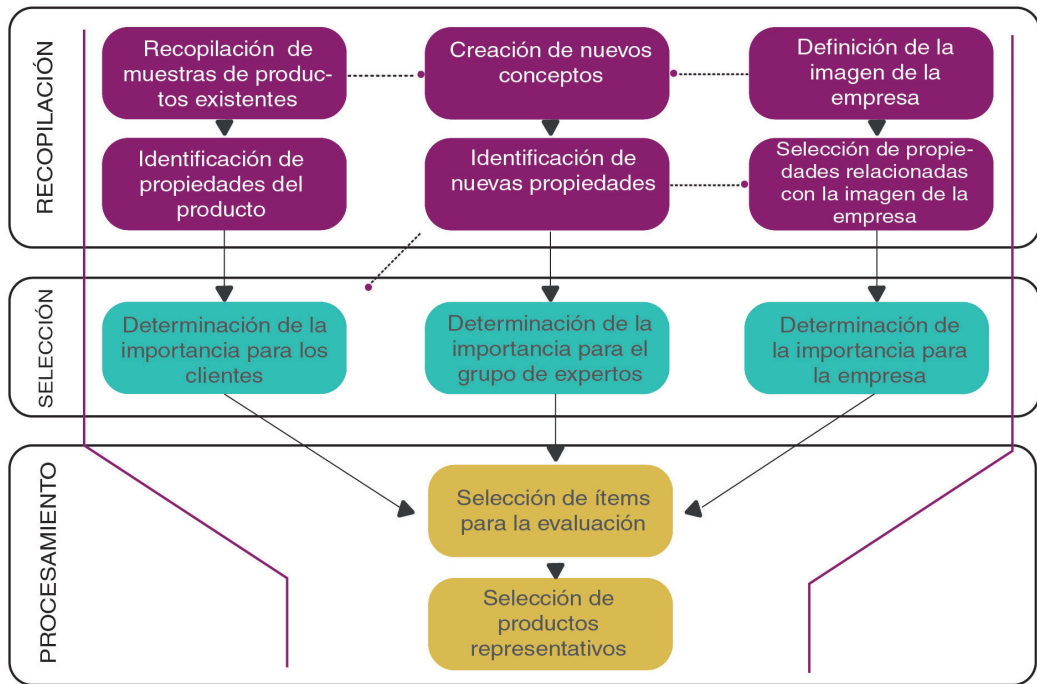 RECOPILACIÓN
Recopilación de
muestras de produc-
tos existentes
Creación de nuevos
conceptos
Definición de la
imagen de la
empresa
Identificación de
propiedades del
producto
Identificación de
nuevas propiedades
Selección de propie-
dades relacionadas
con la imagen de la
empresa
SELECCIÓN
Determinación de la
importancia para los
clientes
Determinación de la
importancia para el
grupo de expertos
Determinación de
la importancia para
la empresa
PROCESAMIENTO
Selección de ítems
para la evaluación
Selección de
productos
representativos